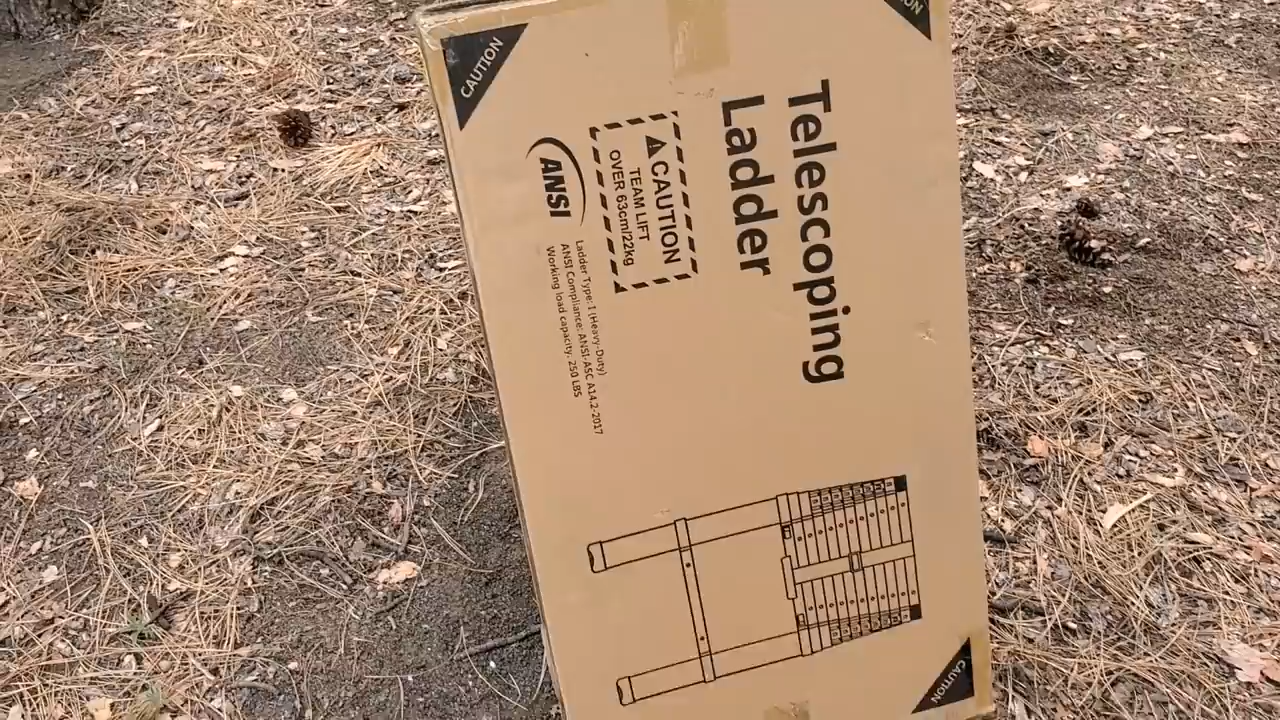 CAUTION
ON
Telescoping
Ladder
CAUTION
TEAM LIFT
OVER 63cm/22kg
ANSI
Ladder Type: I (Heavy-Duty)
ANSI Compliance: ANSI-ASC A14.2-2017
Working load capacity: 250 LBS
CAUTION